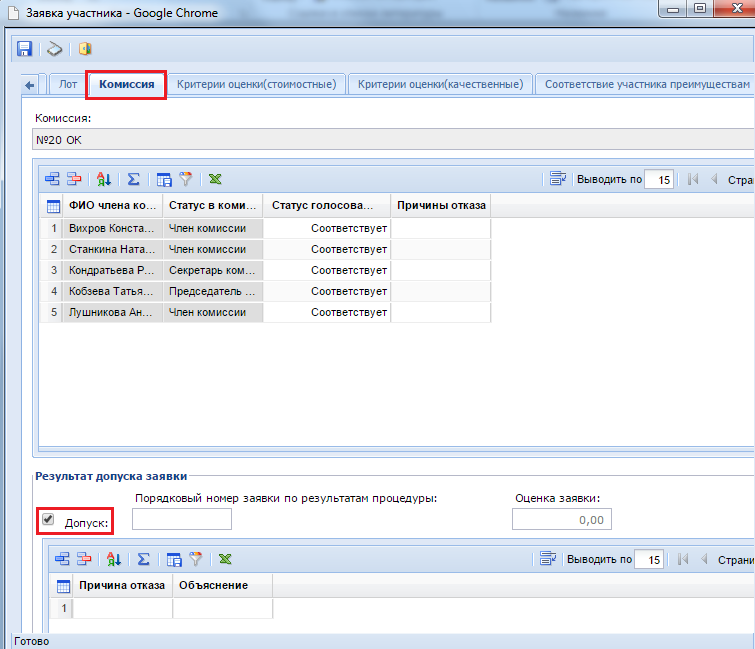 Заявка участника - Google Chrome
Лот Комиссия Критерии оценки(стоимостные) Критерии оценки(качественные) Соответствие участника преимуществам
Комиссия:
№20 ОК
Выводить по 15 Стра
ФИО члена ко... Статус в коми... Статус голосова... Причины отказа
1 Вихров Конста... Член комиссии Соответствует
2 Станкина Ната... Член комиссии Соответствует
3 Кондратьева Р... Секретарь ком... Соответствует
4 Кобзева Татья... Председатель ... Соответствует
5 Лушникова Ан... Член комиссии Соответствует
Результат допуска заявки
Порядковый номер заявки по результатам процедуры: Оценка заявки:
Допуск: 0,00
Выводить по 15 Страни
Причина отказа Объяснение
1
Готово